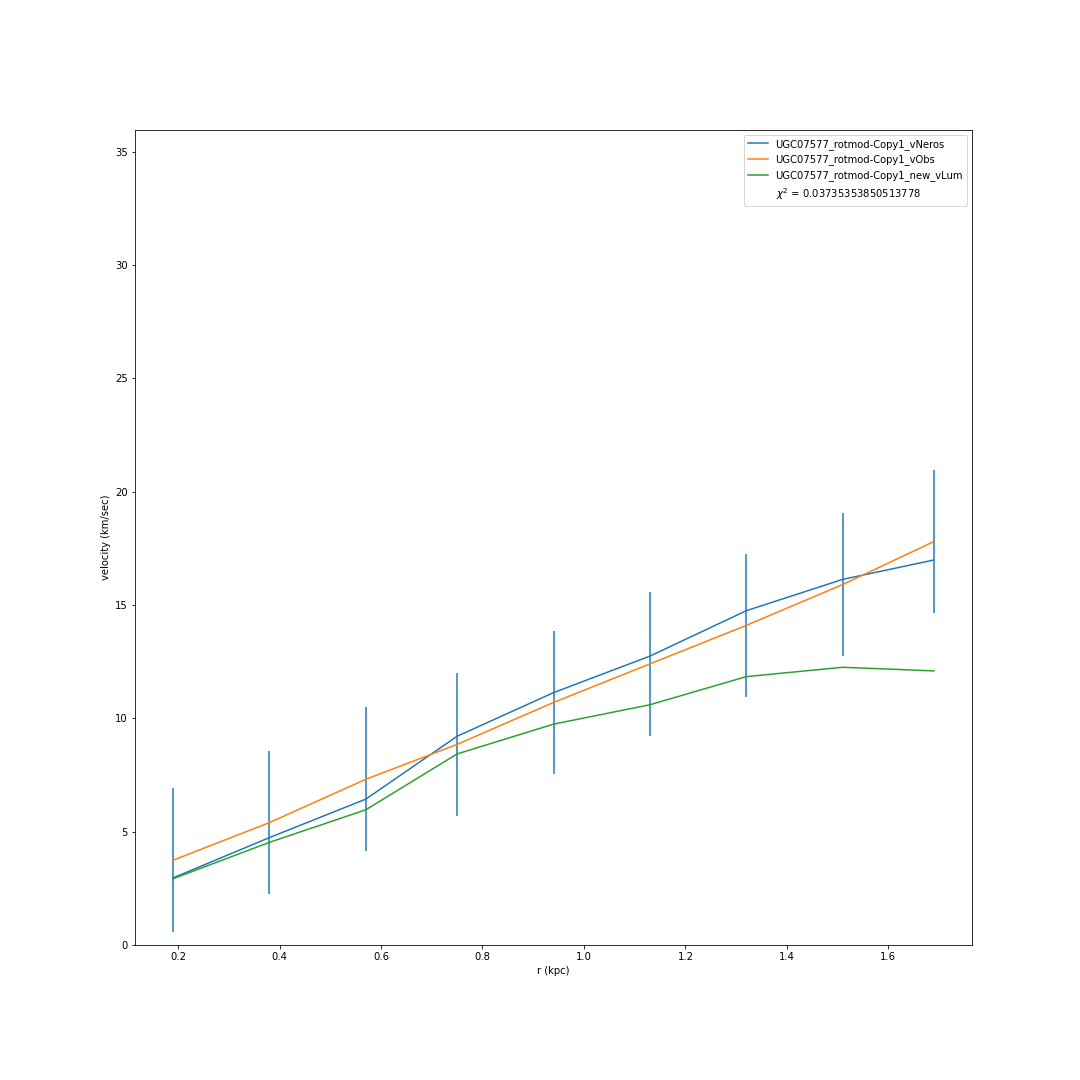 UGC07577_rotmod-Copy1_vNeros
UGC07577_rotmod-Copy1_vObs
UGC07577_rotmod-Copy1_new_vLum
χ² = 0.03735353850513778
35
30
25
20
15
10
5
0
velocity (km/sec)
0.2 0.4 0.6 0.8 1.0 1.2 1.4 1.6
r (kpc)